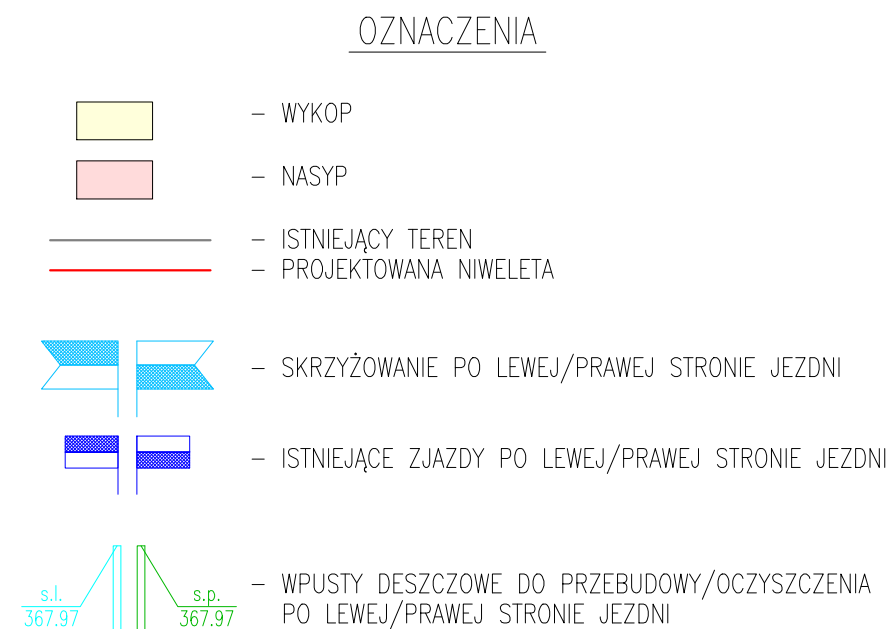 OZNACZENIA
- WYKOP
- NASYP
- ISTNIEJĄCY TEREN
- PROJEKTOWANA NIWELETA
- SKRZYŻOWANIE PO LEWEJ/PRAWEJ STRONIE JEZDNI
- ISTNIEJĄCE ZJAZDY PO LEWEJ/PRAWEJ STRONIE JEZDNI
s.l.
367.97
s.p.
367.97
- WPUSTY DESZCZOWE DO PRZEBUDOWY/OCZYSZCZENIA
PO LEWEJ/PRAWEJ STRONIE JEZDNI